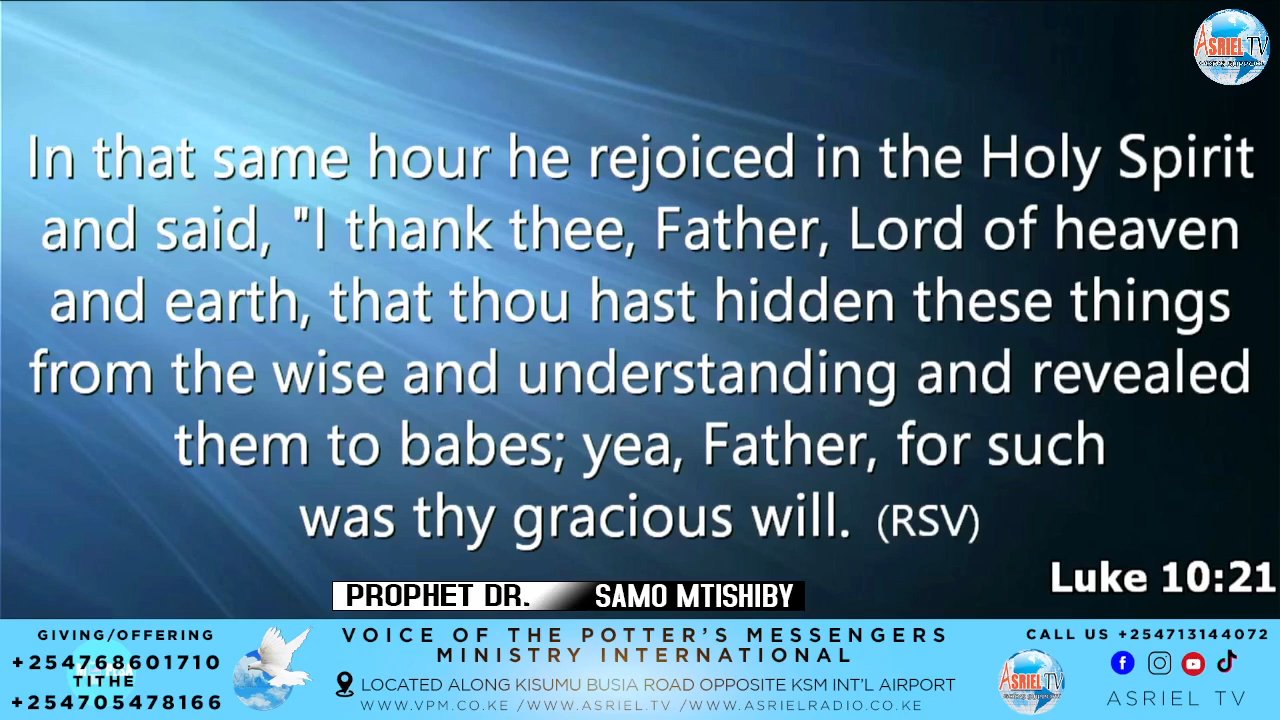 ASRIEL TV
In that same hour he rejoiced in the Holy Spirit
and said, "I thank thee, Father, Lord of heaven
and earth, that thou hast hidden these things
from the wise and understanding and revealed
them to babes; yea, Father, for such
was thy gracious will. (RSV)
Luke 10:21
PROPHET DR. SAMO MTISHIBY
GIVING/OFFERING
+254768601710
TITHE
+254705478166
VOICE OF THE POTTER'S MESSENGERS
MINISTRY INTERNATIONAL
LOCATED ALONG KISUMU BUSIA ROAD OPPOSITE KSM INT'L AIRPORT
WWW.VPM.CO.KE /WWW.ASRIEL.TV /WWW.ASRIELRADIO.CO.KE
ASRIEL TV
CALL US +254713144072
ASRIEL TV